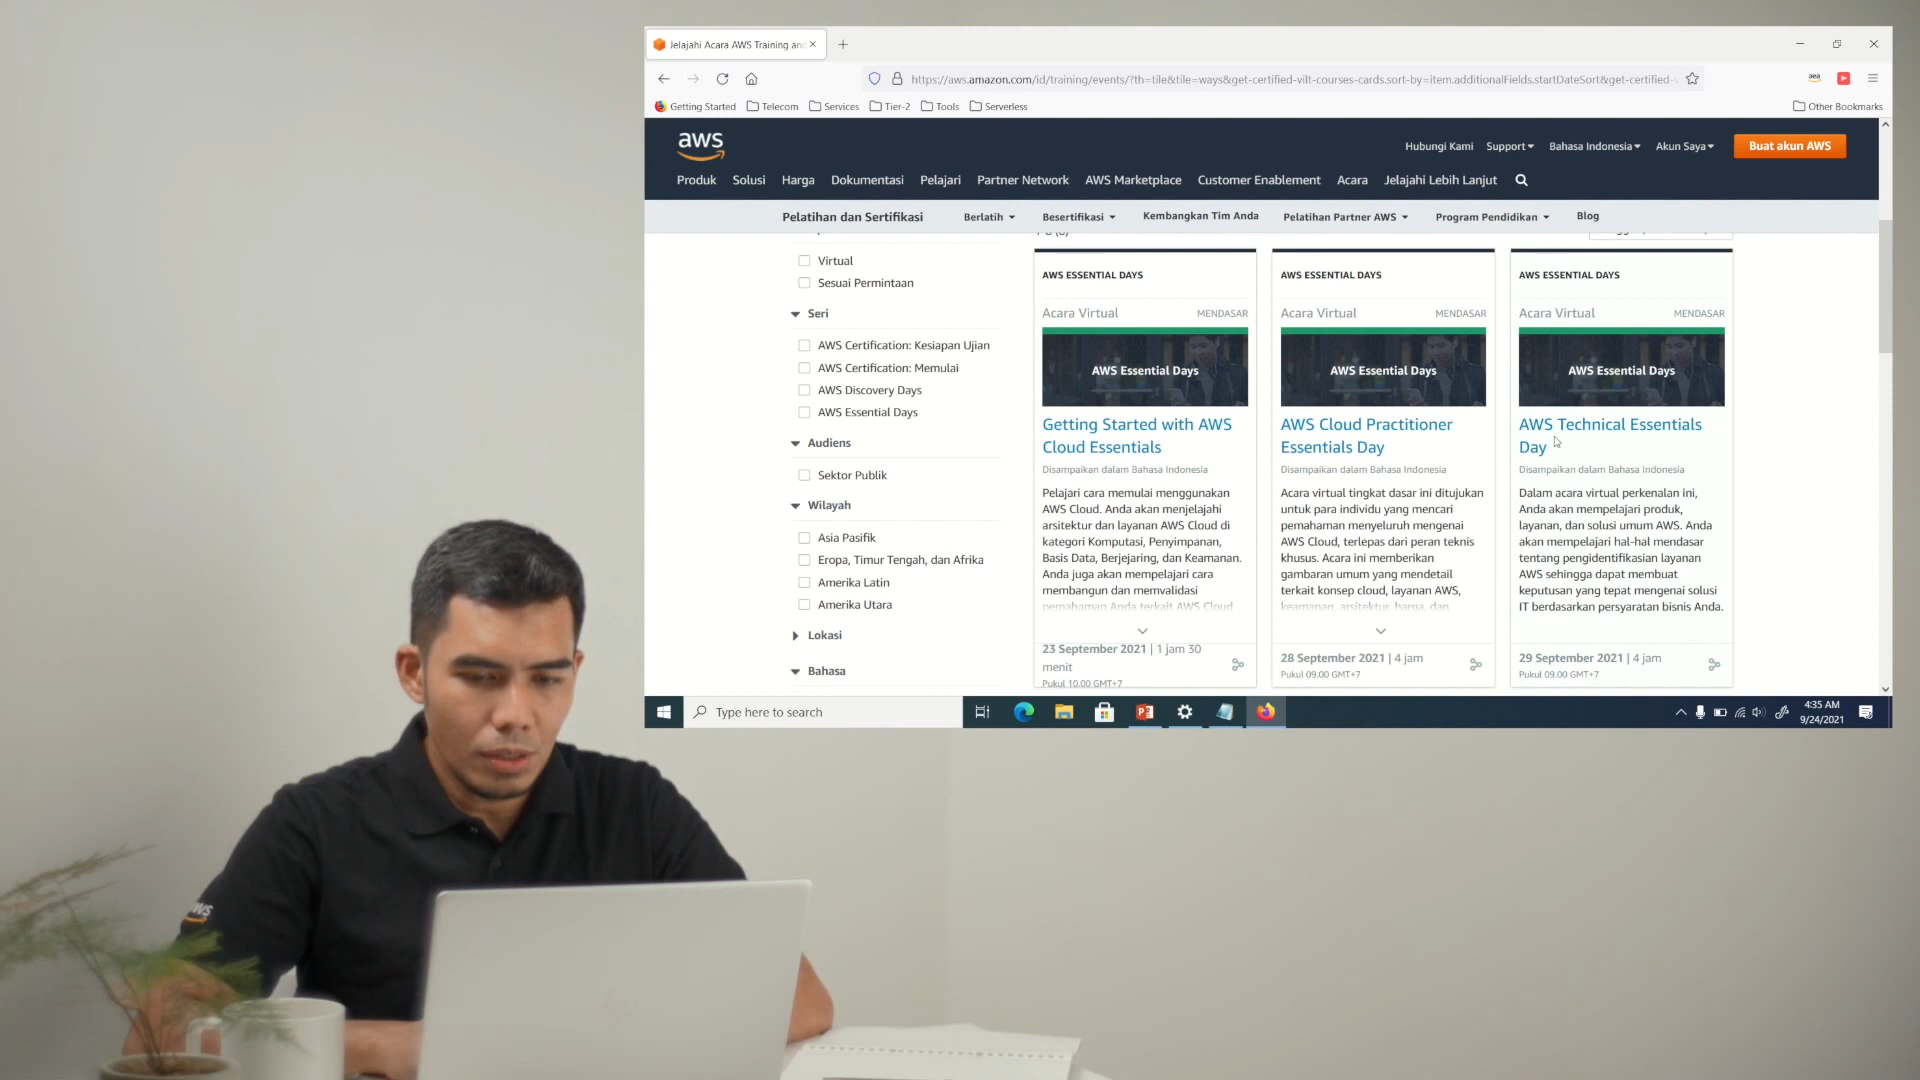 Jelajahi Acara AWS Training and
https://aws.amazon.com/id/training/events/?th=tile&tile=ways&get-certified-vilt-courses-cards.sort-by=item.additionalFields.startDateSort&get-certified-
Getting Started
Telecom
Services
Tier-2
Tools
Serverless
Other Bookmarks
aws
Hubungi Kami
Support
Bahasa Indonesia
Akun Saya
Buat akun AWS
Produk
Solusi
Harga
Dokumentasi
Pelajari
Partner Network
AWS Marketplace
Customer Enablement
Acara
Jelajahi Lebih Lanjut
Pelatihan dan Sertifikasi
Berlatih
Besertifikasi
Kembangkan Tim Anda
Pelatihan Partner AWS
Program Pendidikan
Blog
Virtual
Sesuai Permintaan
Seri
AWS Certification: Kesiapan Ujian
AWS Certification: Memulai
AWS Discovery Days
AWS Essential Days
Audiens
Sektor Publik
Wilayah
Asia Pasifik
Eropa, Timur Tengah, dan Afrika
Amerika Latin
Amerika Utara
Lokasi
Bahasa
AWS ESSENTIAL DAYS
Acara Virtual
MENDASAR
AWS Essential Days
Getting Started with AWS
Cloud Essentials
Disampaikan dalam Bahasa Indonesia
Pelajari cara memulai menggunakan
AWS Cloud. Anda akan menjelajahi
arsitektur dan layanan AWS Cloud di
kategori Komputasi, Penyimpanan,
Basis Data, Berjejaring, dan Keamanan.
Anda juga akan mempelajari cara
membangun dan memvalidasi
pemahaman Anda terkait AWS Cloud
23 September 2021 | 1 jam 30
menit
Pukul 10.00 GMT+7
AWS ESSENTIAL DAYS
Acara Virtual
MENDASAR
AWS Essential Days
AWS Cloud Practitioner
Essentials Day
Disampaikan dalam Bahasa Indonesia
Acara virtual tingkat dasar ini ditujukan
untuk para individu yang mencari
pemahaman menyeluruh mengenai
AWS Cloud, terlepas dari peran teknis
khusus. Acara ini memberikan
gambaran umum yang mendetail
terkait konsep cloud, layanan AWS,
keamanan, arsitektur, harga, dan
28 September 2021 | 4 jam
Pukul 09.00 GMT+7
AWS ESSENTIAL DAYS
Acara Virtual
MENDASAR
AWS Essential Days
AWS Technical Essentials
Day
Disampaikan dalam Bahasa Indonesia
Dalam acara virtual perkenalan ini,
Anda akan mempelajari produk,
layanan, dan solusi umum AWS. Anda
akan mempelajari hal-hal mendasar
tentang pengidentifikasian layanan
AWS sehingga dapat membuat
keputusan yang tepat mengenai solusi
IT berdasarkan persyaratan bisnis Anda.
29 September 2021 | 4 jam
Pukul 09.00 GMT+7
Type here to search
4:35 AM
9/24/2021
aws